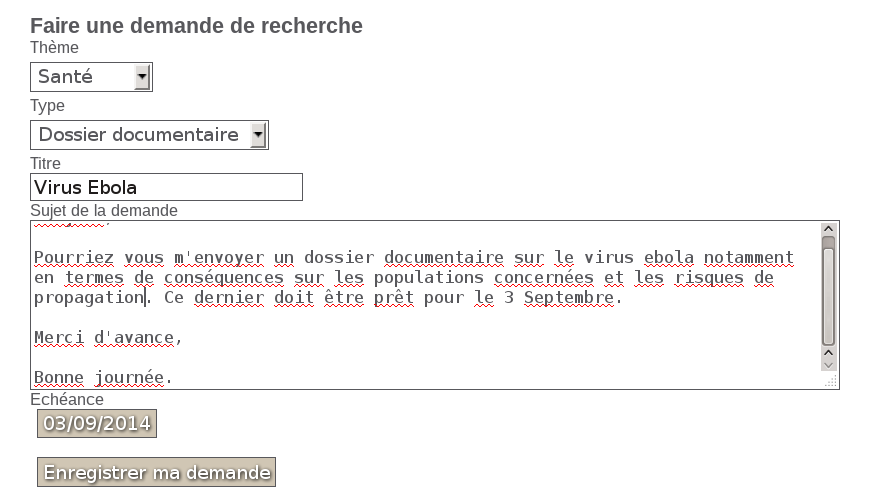 Faire une demande de recherche
Thème
Santé
Type
Dossier documentaire
Titre
Virus Ebola
Sujet de la demande
Pourriez vous m'envoyer un dossier documentaire sur le virus ebola notamment
en termes de conséquences sur les populations concernées et les risques de
propagation. Ce dernier doit être prêt pour le 3 Septembre.
Merci d'avance,
Bonne journée.
Echéance
03/09/2014
Enregistrer ma demande